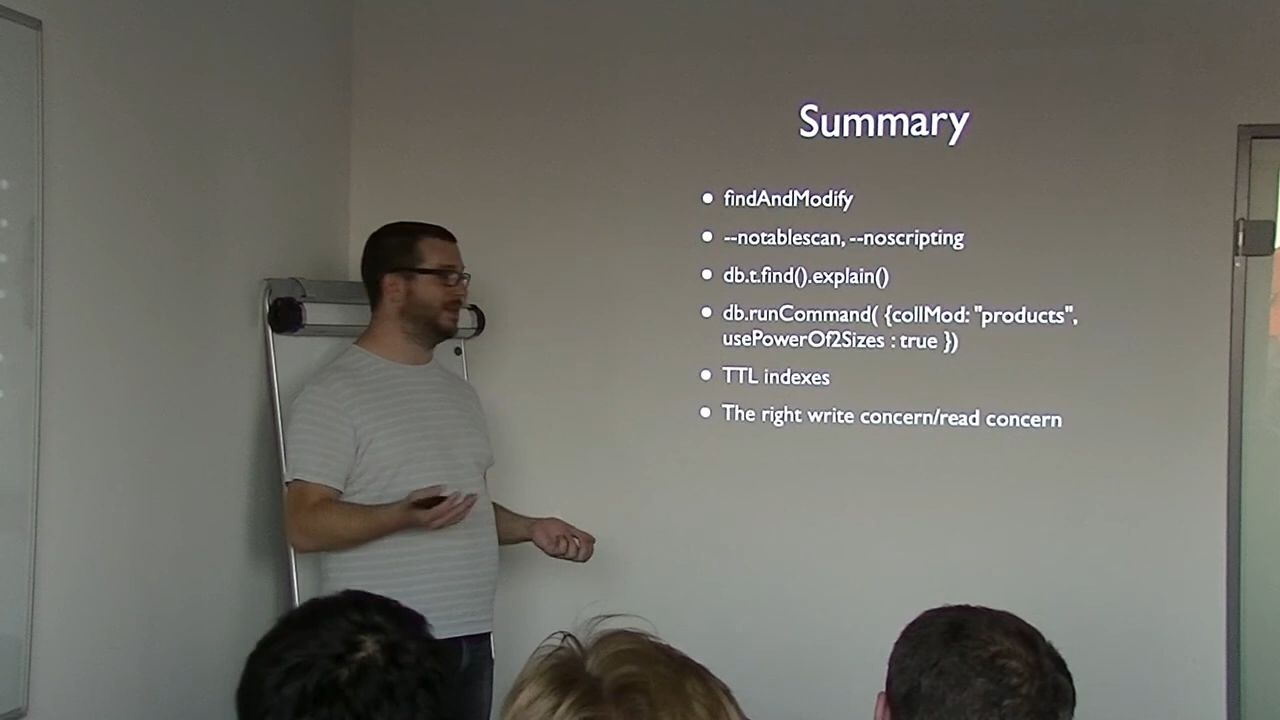 Summary
findAndModify
--notablescan, --noscripting
db.t.find().explain()
db.runCommand( {collMod: "products",
usePowerOf2Sizes : true })
TTL indexes
The right write concern/read concern